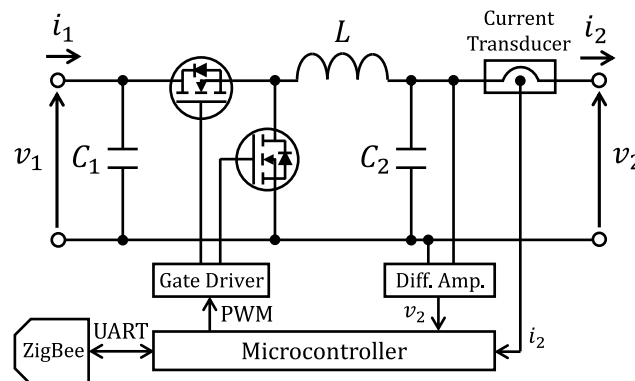 i₁
L
Current
Transducer
i₂
v₁
C₁
C₂
v₂
Gate Driver
Diff. Amp.
PWM
v₂
UART
ZigBee
Microcontroller
i₂